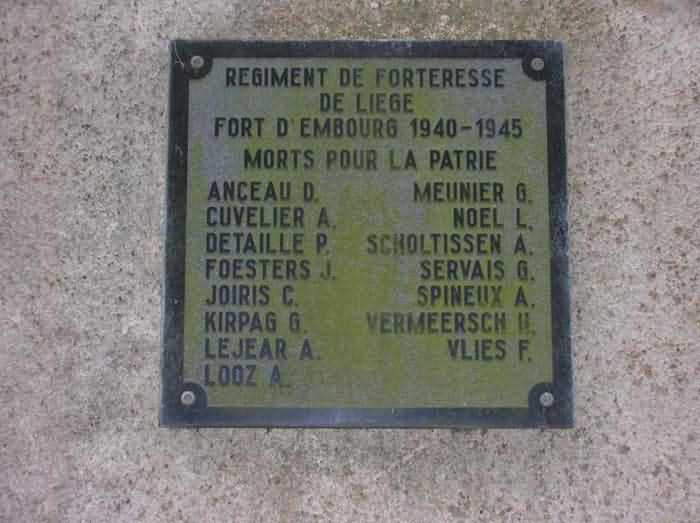 REGIMENT DE FORTERESSE
DE LIEGE
FORT D'EMBOURG 1940-1945
MORTS POUR LA PATRIE
ANCEAU D. MEUNIER G.
CUVELIER A. NOEL L.
DETAILLE P. SCHOLTISSEN A.
FOESTERS J. SERVAIS G.
JOIRIS C. SPINEUX A.
KIRPAG G. VERMEERSCH H.
LEJEAR A. VLIES F.
LOOZ A.